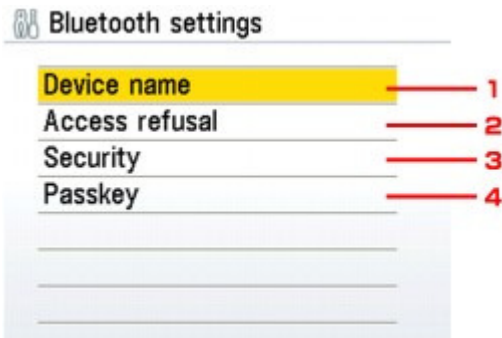 Bluetooth settings
Device name 1
Access refusal 2
Security 3
Passkey 4